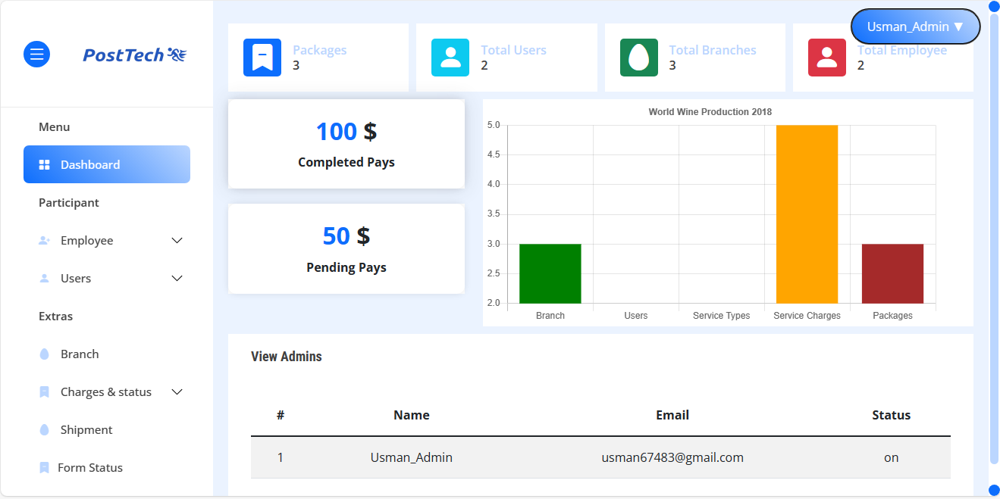 PostTech
Menu
Dashboard
Participant
Employee
Users
Extras
Branch
Charges & status
Shipment
Form Status
Usman_Admin ▼
Packages
3
Total Users
2
Total Branches
3
Total Employee
2
100 $
Completed Pays
50 $
Pending Pays
World Wine Production 2018
5.0
4.5
4.0
3.5
3.0
2.5
2.0
Branch Users Service Types Service Charges Packages
View Admins
# Name Email Status
1 Usman_Admin usman67483@gmail.com on